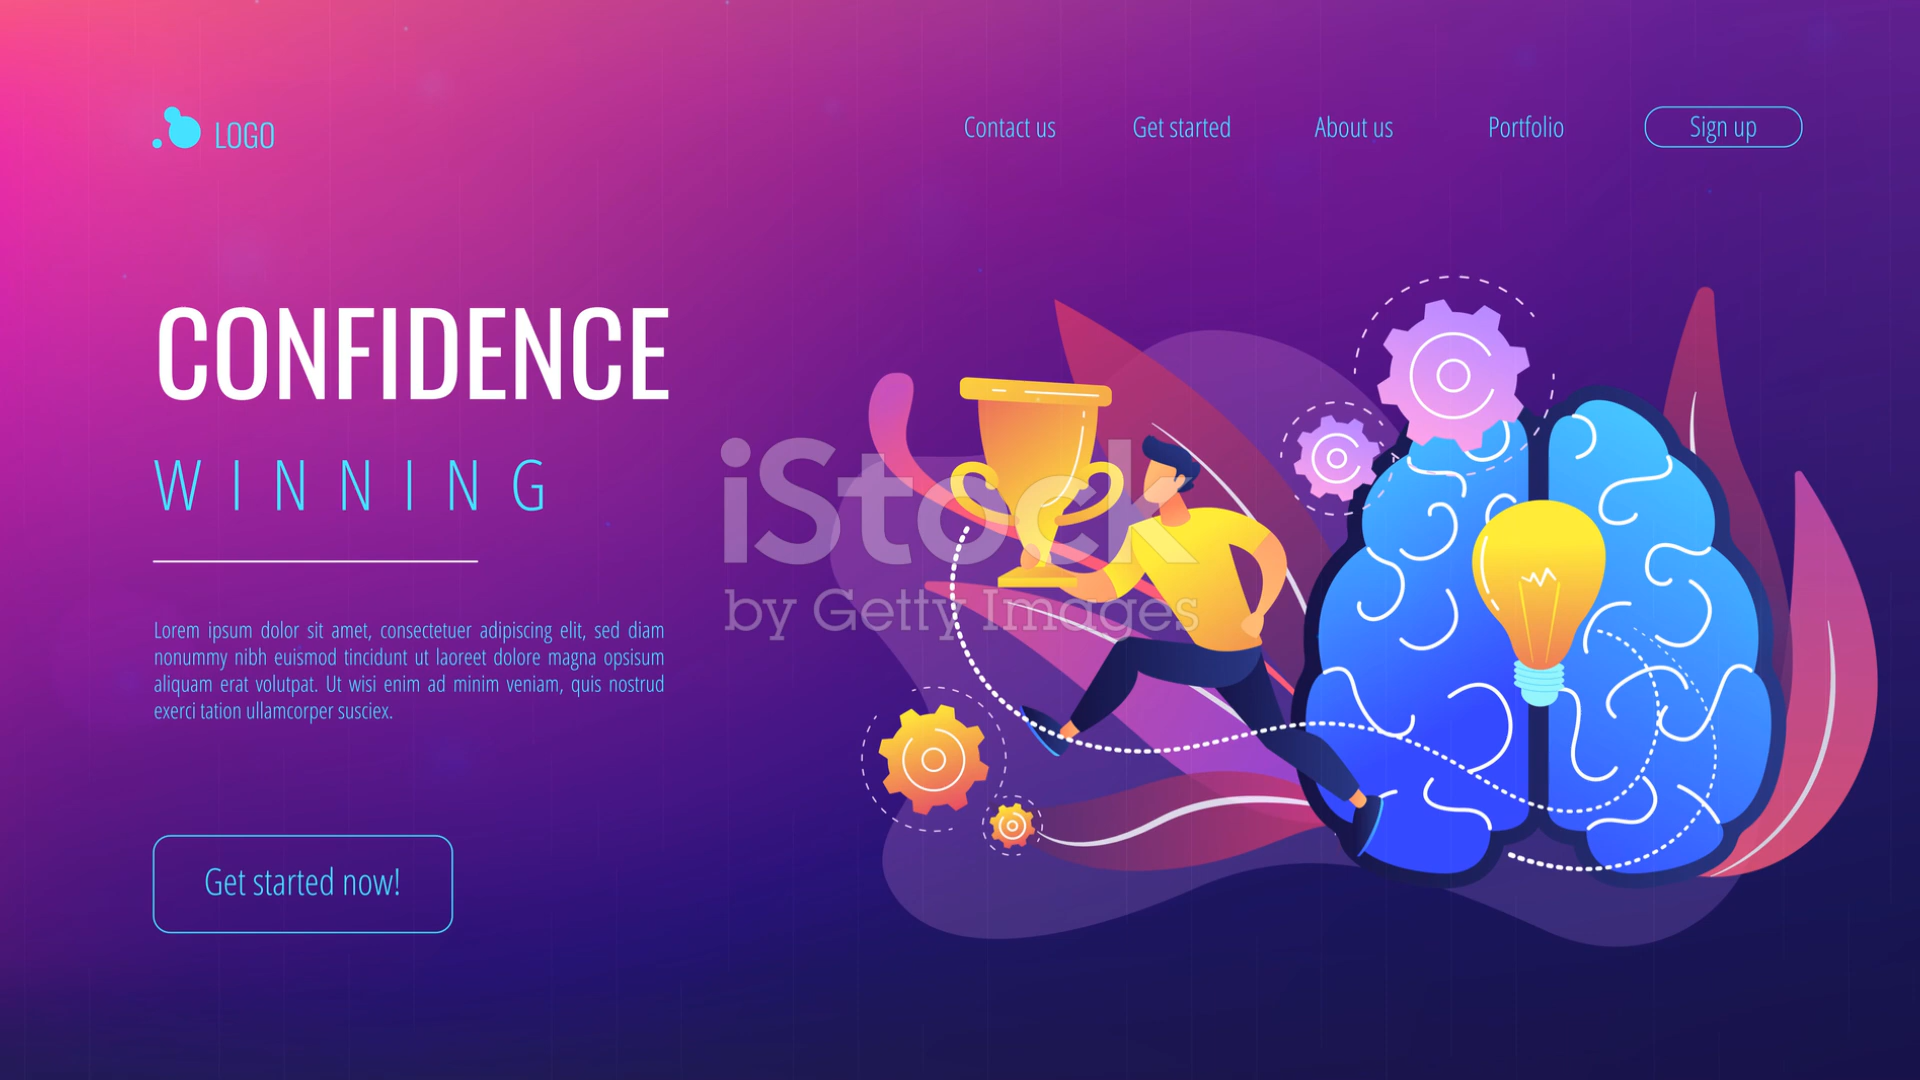 LOGO
Contact us
Get started
About us
Portfolio
Sign up
CONFIDENCE
WINNING
iStock
by Getty Images
Lorem ipsum dolor sit amet, consectetuer adipiscing elit, sed diam
nonummy nibh euismod tincidunt ut laoreet dolore magna opsisum
aliquam erat volutpat. Ut wisi enim ad minim veniam, quis nostrud
exerci tation ullamcorper susciex.
Get started now!